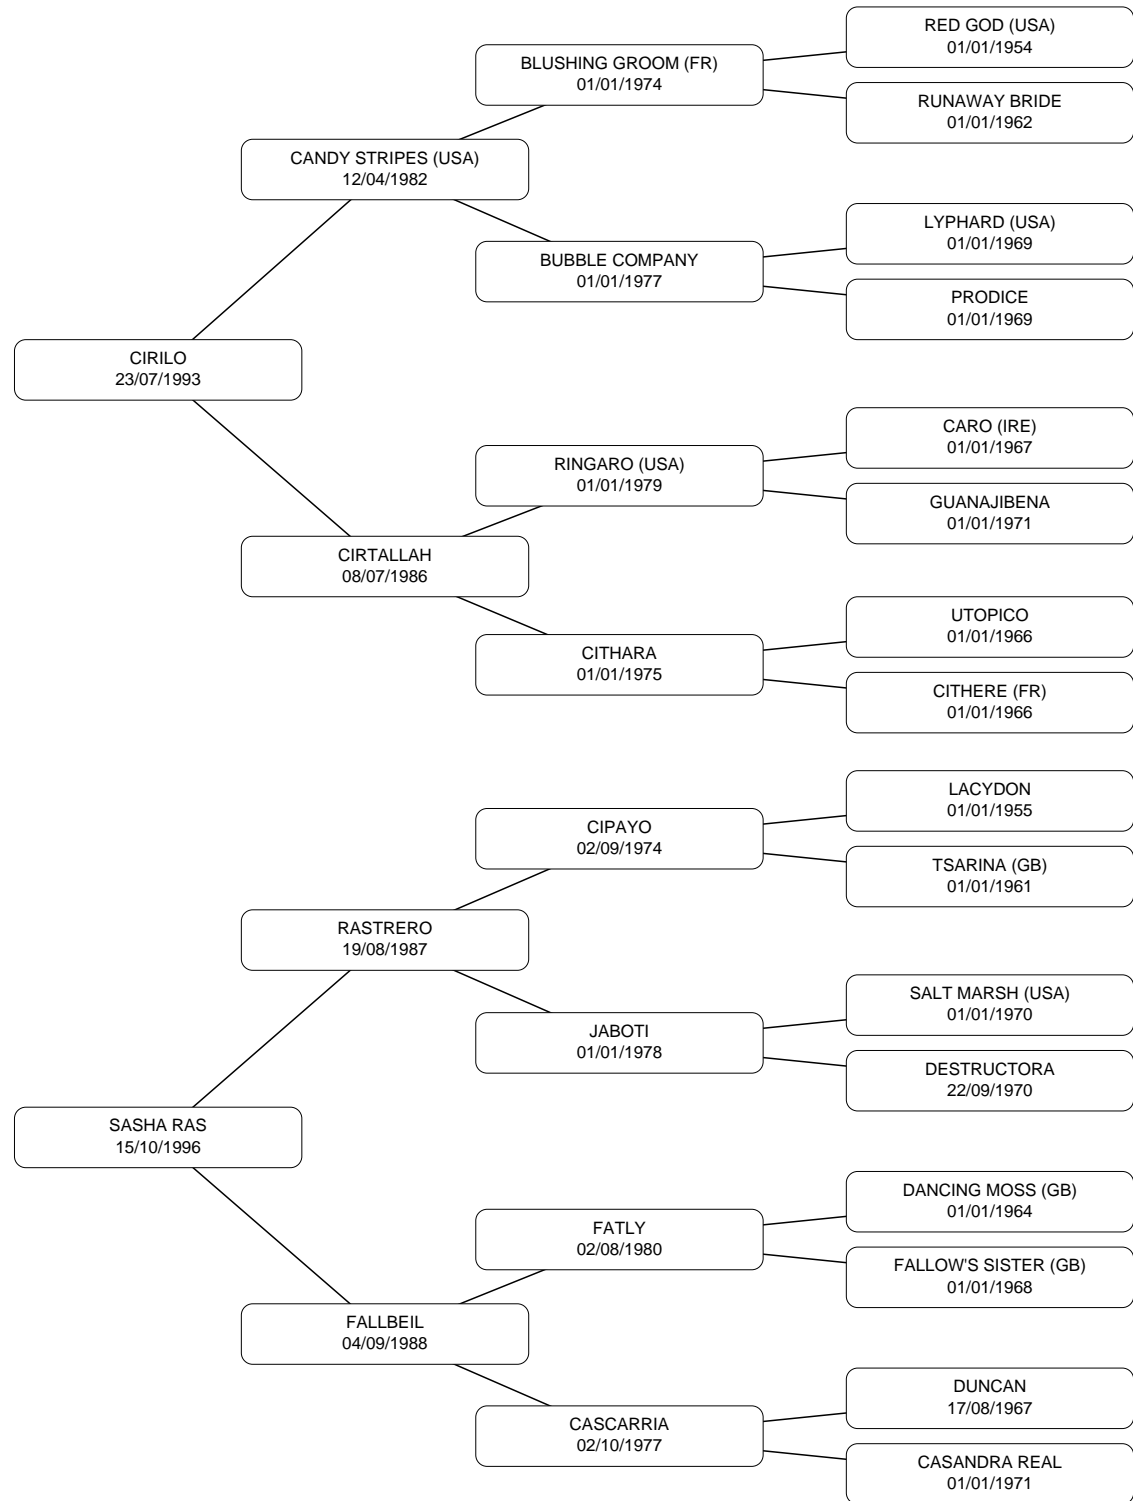 RED GOD (USA)
01/01/1954
BLUSHING GROOM (FR)
01/01/1974
RUNAWAY BRIDE
01/01/1962
CANDY STRIPES (USA)
12/04/1982
LYPHARD (USA)
01/01/1969
BUBBLE COMPANY
01/01/1977
PRODICE
01/01/1969
CIRILO
23/07/1993
CARO (IRE)
01/01/1967
RINGARO (USA)
01/01/1979
GUANAJIBENA
01/01/1971
CIRTALLAH
08/07/1986
UTOPICO
01/01/1966
CITHARA
01/01/1975
CITHERE (FR)
01/01/1966
LACYDON
01/01/1955
CIPAYO
02/09/1974
TSARINA (GB)
01/01/1961
RASTRERO
19/08/1987
SALT MARSH (USA)
01/01/1970
JABOTI
01/01/1978
DESTRUCTORA
22/09/1970
SASHA RAS
15/10/1996
DANCING MOSS (GB)
01/01/1964
FATLY
02/08/1980
FALLOW'S SISTER (GB)
01/01/1968
FALLBEIL
04/09/1988
DUNCAN
17/08/1967
CASCARRIA
02/10/1977
CASANDRA REAL
01/01/1971